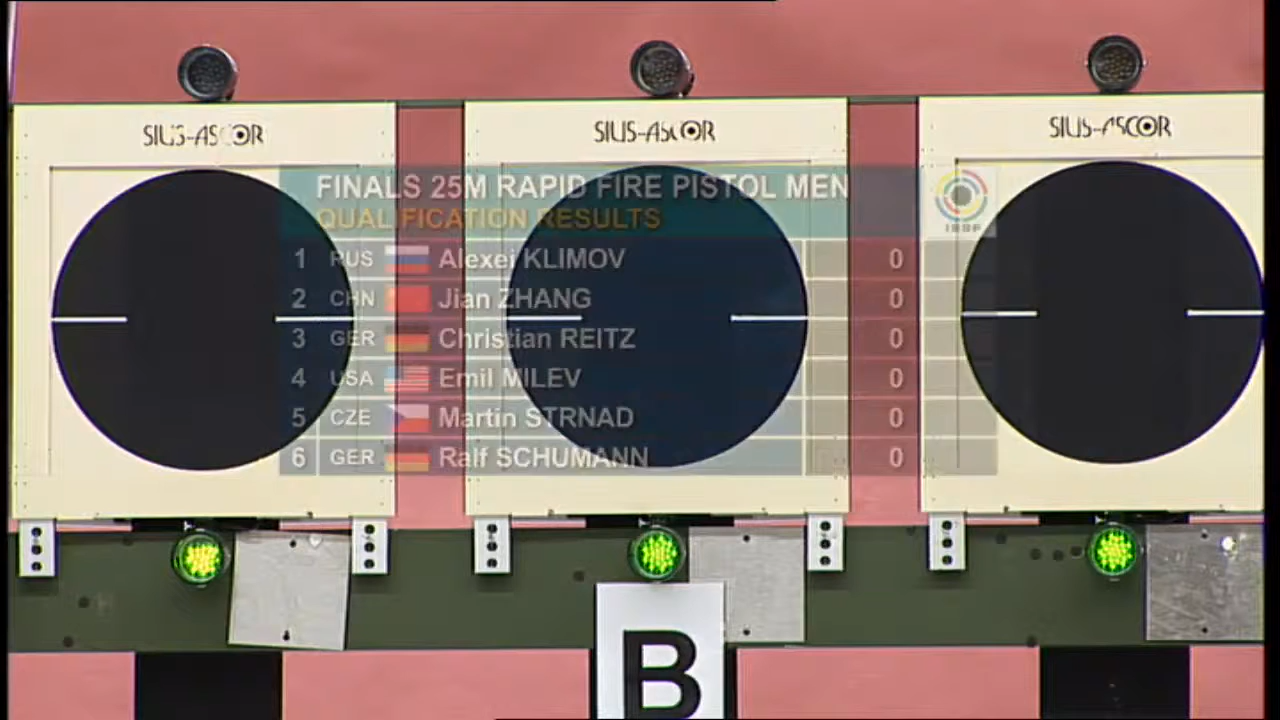 SIUS-ASCOR SIUS-ASCOR SIUS-ASCOR
FINALS 25M RAPID FIRE PISTOL MEN
QUALIFICATION RESULTS
ISSF
1 RUS Alexei KLIMOV 0
2 CHN Jian ZHANG 0
3 GER Christian REITZ 0
4 USA Emil MILEV 0
5 CZE Martin STRNAD 0
6 GER Ralf SCHUMANN 0
B